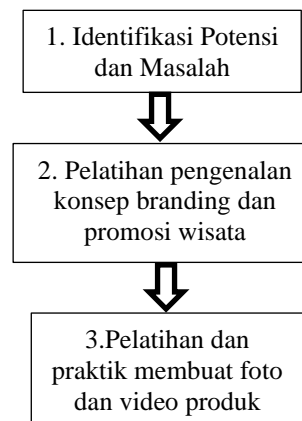 1. Identifikasi Potensi
dan Masalah
2. Pelatihan pengenalan
konsep branding dan
promosi wisata
3.Pelatihan dan
praktik membuat foto
dan video produk